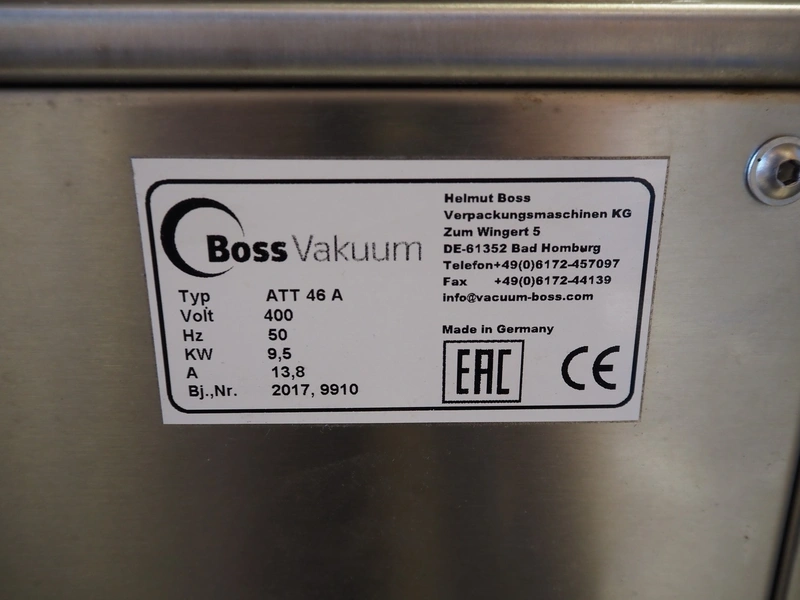 Boss Vakuum
Typ ATT 46 A
Volt 400
Hz 50
KW 9,5
A 13,8
Bj.,Nr. 2017, 9910
Helmut Boss
Verpackungsmaschinen KG
Zum Wingert 5
DE-61352 Bad Homburg
Telefon+49(0)6172-457097
Fax +49(0)6172-44139
info@vacuum-boss.com
Made in Germany
EAC CE